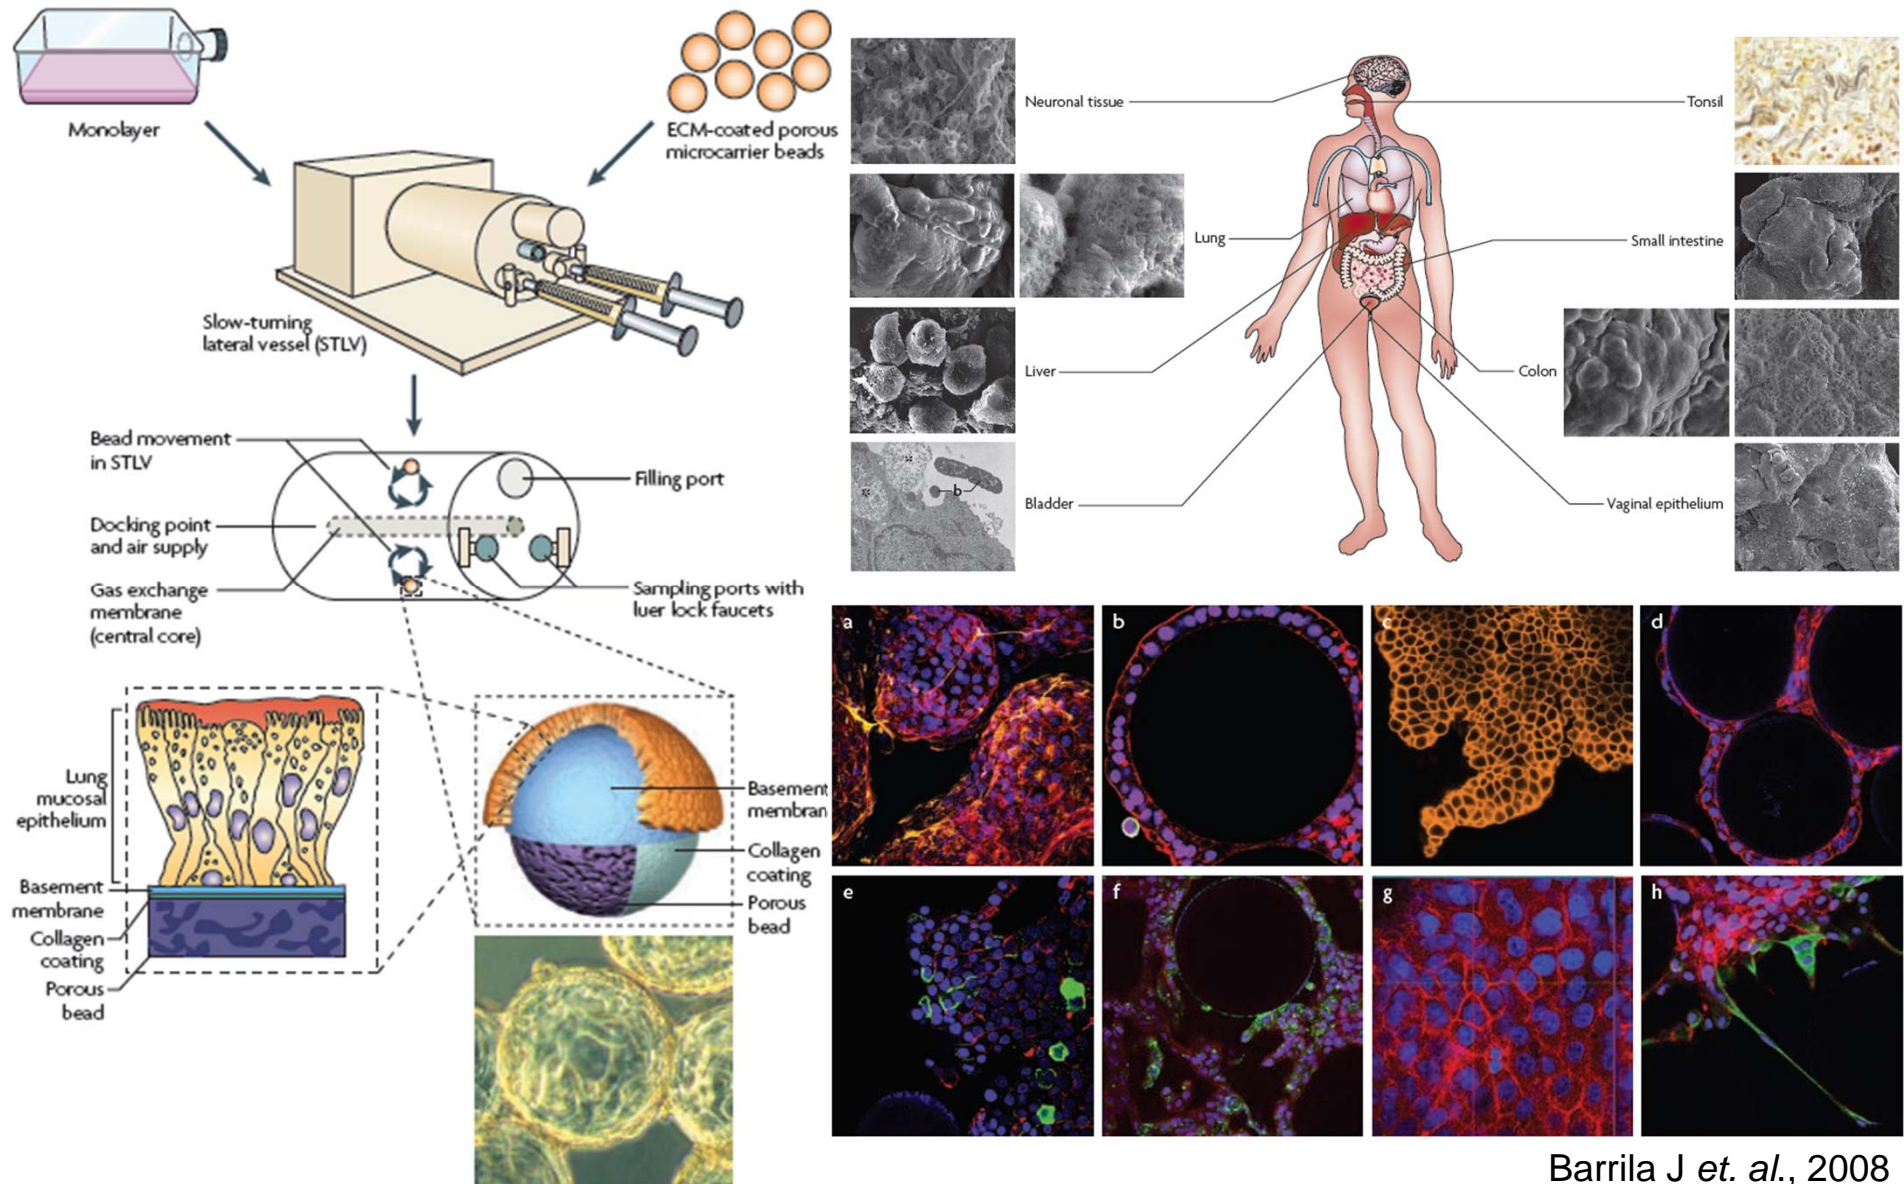 Monolayer
ECM-coated porous
microcarrier beads
Slow-turning
lateral vessel (STLV)
Bead movement
in STLV
Docking point
and air supply
Gas exchange
membrane
(central core)
Filling port
Sampling ports with
luer lock faucets
Lung
mucosal
epithelium
Basement
membrane
Collagen
coating
Porous
bead
Basement
membran
Collagen
coating
Porous
bead
Neuronal tissue
Tonsil
Lung
Small intestine
Liver
Colon
b
*
*
Bladder
Vaginal epithelium
a
b
c
d
e
f
g
h
Barrila J et. al., 2008